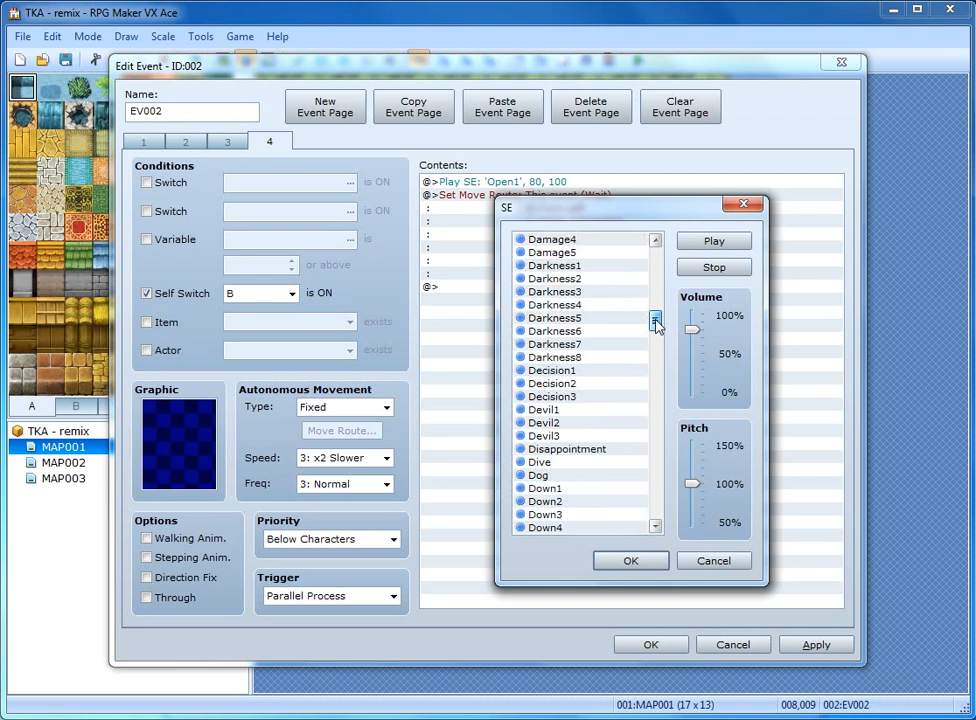 TKA - remix - RPG Maker VX Ace
File Edit Mode Draw Scale Tools Game Help
Edit Event - ID:002
Name:
EV002
New Event Page
Copy Event Page
Paste Event Page
Delete Event Page
Clear Event Page
1 2 3 4
Conditions
Switch ... is ON
Switch ... is ON
Variable ... is
or above
Self Switch B is ON
Item exists
Actor exists
Graphic
Autonomous Movement
Type: Fixed
Move Route...
Speed: 3: x2 Slower
Freq: 3: Normal
Options
Walking Anim.
Stepping Anim.
Direction Fix
Through
Priority
Below Characters
Trigger
Parallel Process
Contents:
@>Play SE: 'Open1', 80, 100
@>Set Move Route: This event (Wait)
:
:
:
:
:
:
@>
SE
Damage4
Damage5
Darkness1
Darkness2
Darkness3
Darkness4
Darkness5
Darkness6
Darkness7
Darkness8
Decision1
Decision2
Decision3
Devil1
Devil2
Devil3
Disappointment
Dive
Dog
Down1
Down2
Down3
Down4
Play
Stop
Volume
100%
50%
0%
Pitch
150%
100%
50%
OK Cancel
OK Cancel Apply
A B
TKA - remix
MAP001
MAP002
MAP003
001:MAP001 (17 x 13) 008,009 002:EV002